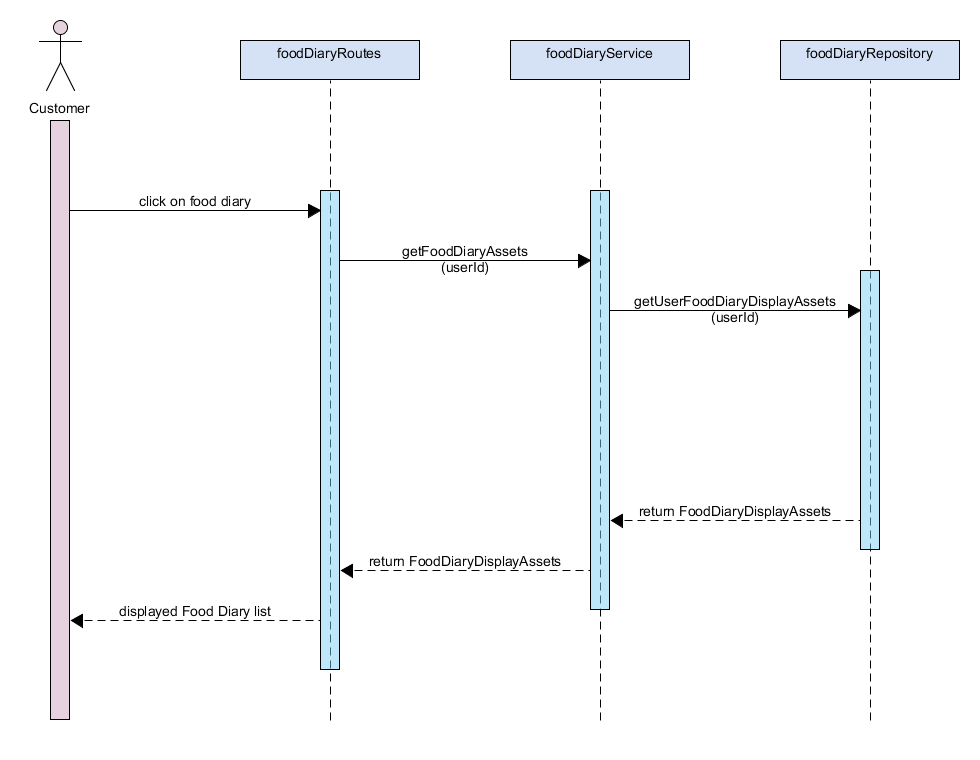 foodDiaryRoutes
foodDiaryService
foodDiaryRepository
Customer
click on food diary
getFoodDiaryAssets
(userId)
getUserFoodDiaryDisplayAssets
(userId)
return FoodDiaryDisplayAssets
return FoodDiaryDisplayAssets
displayed Food Diary list